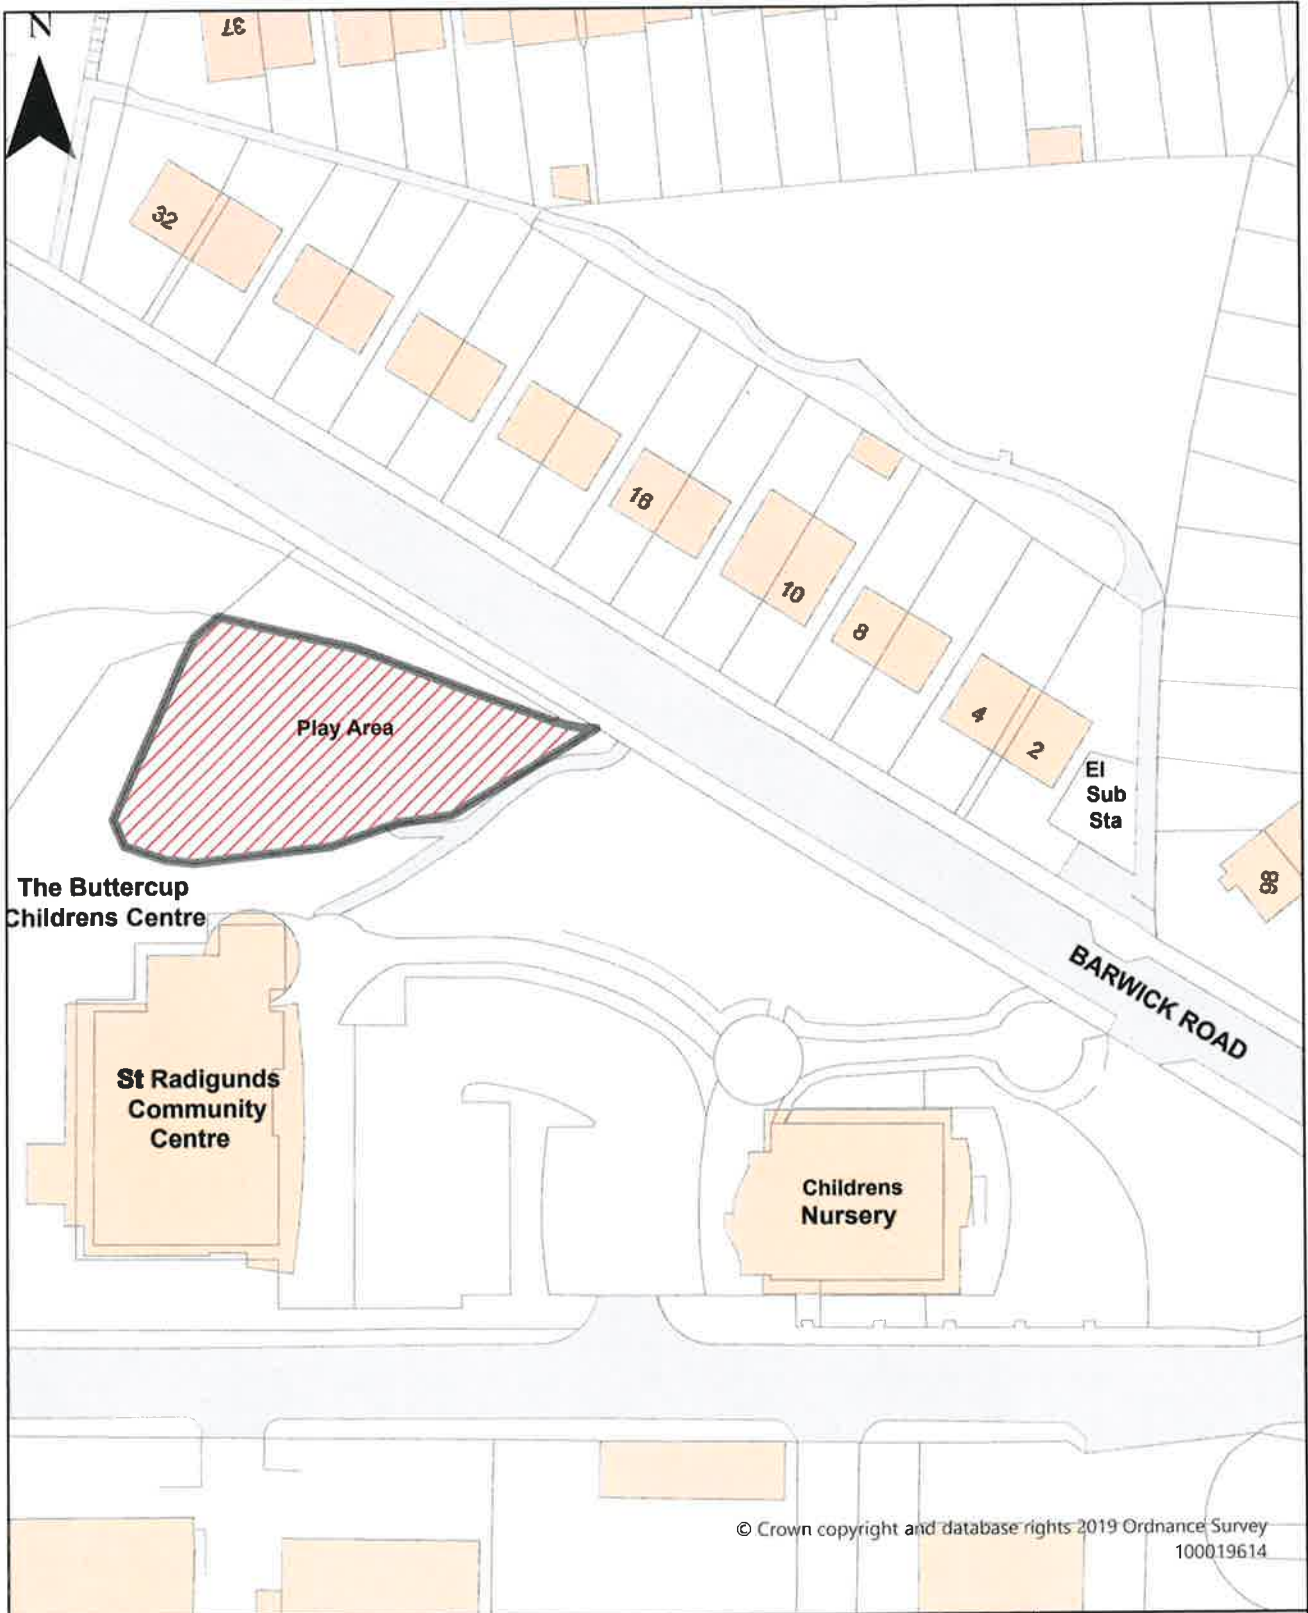 N
37
32
16
10
8
4
2
El
Sub
Sta
Play Area
The Buttercup
Childrens Centre
98
BARWICK ROAD
St Radigunds
Community
Centre
Childrens
Nursery
© Crown copyright and database rights 2019 Ordnance Survey
100019614